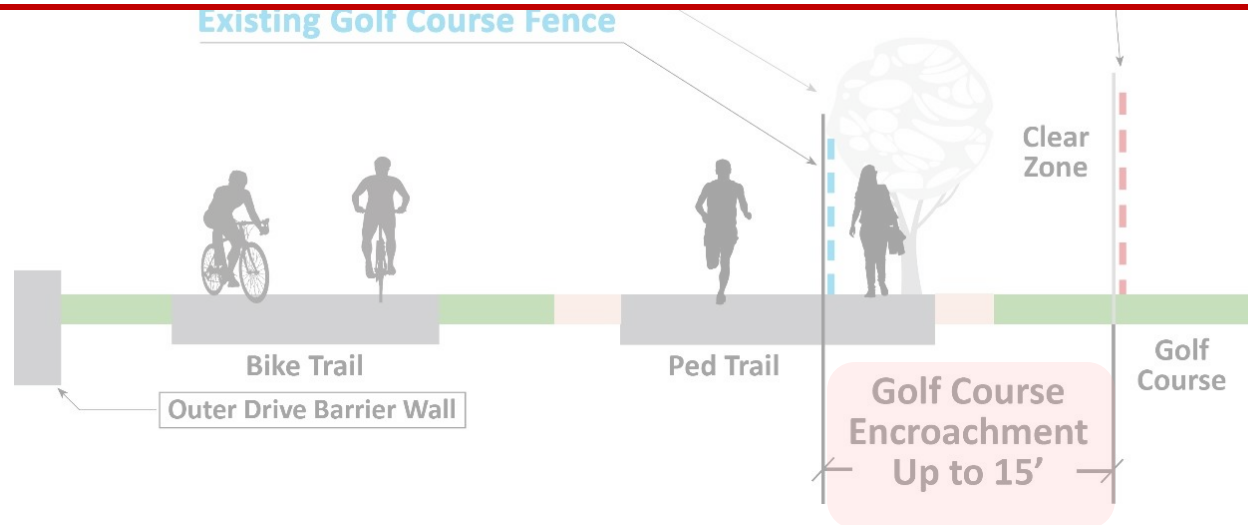 Existing Golf Course Fence
Clear
Zone
Bike Trail
Ped Trail
Golf
Course
Outer Drive Barrier Wall
Golf Course
Encroachment
Up to 15’